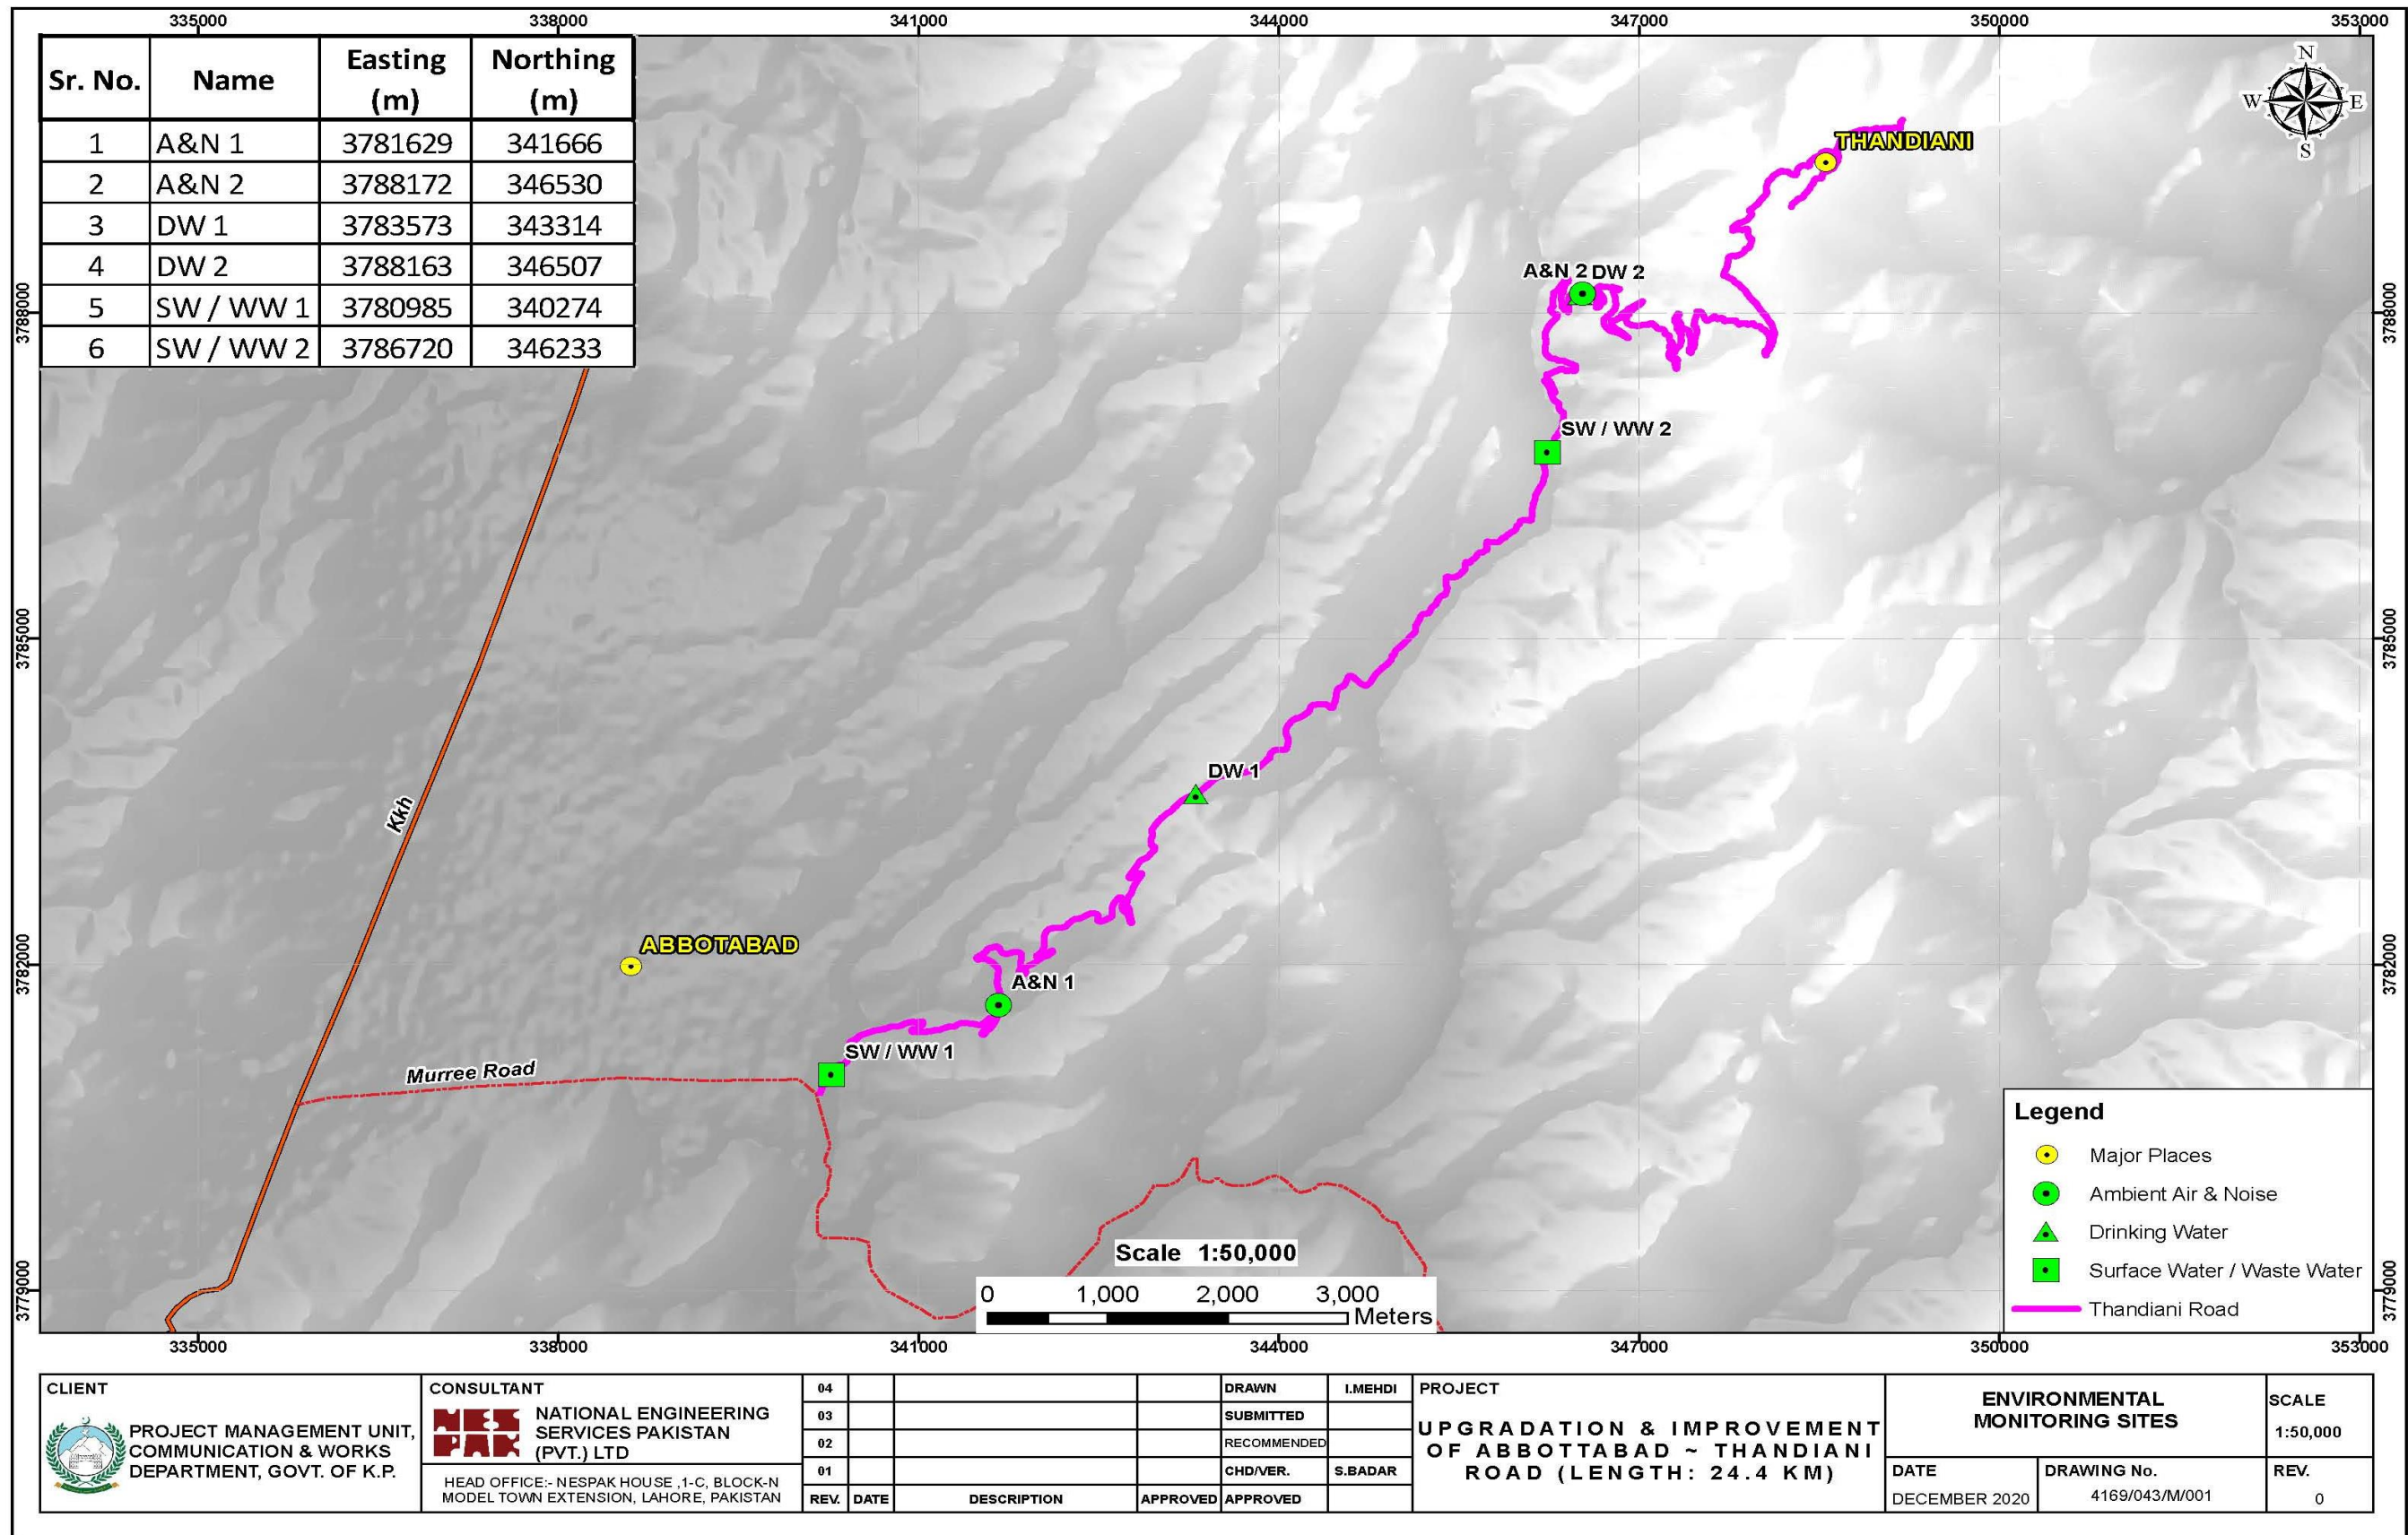 335000 338000 341000 344000 347000 350000 353000
Sr. No. Name Easting (m) Northing (m)
1 A&N 1 3781629 341666
2 A&N 2 3788172 346530
3 DW 1 3783573 343314
4 DW 2 3788163 346507
5 SW / WW 1 3780985 340274
6 SW / WW 2 3786720 346233
N
W E
S
THANDIANI
A&N 2 DW 2
3788000 3788000
SW / WW 2
3785000 3785000
DW 1
Kkh
ABBOTABAD
3782000 3782000
A&N 1
SW / WW 1
Murree Road
Legend
Major Places
Ambient Air & Noise
Drinking Water
Surface Water / Waste Water
Thandiani Road
Scale 1:50,000
0 1,000 2,000 3,000
Meters
3779000 3779000
335000 338000 341000 344000 347000 350000 353000
CLIENT
PROJECT MANAGEMENT UNIT,
COMMUNICATION & WORKS
DEPARTMENT, GOVT. OF K.P.
CONSULTANT
NESPAK
NATIONAL ENGINEERING
SERVICES PAKISTAN
(PVT.) LTD
HEAD OFFICE:- NESPAK HOUSE ,1-C, BLOCK-N
MODEL TOWN EXTENSION, LAHORE, PAKISTAN
04 DRAWN I.MEHDI
03 SUBMITTED
02 RECOMMENDED
01 CHD/VER. S.BADAR
REV. DATE DESCRIPTION APPROVED APPROVED
PROJECT
UPGRADATION & IMPROVEMENT
OF ABBOTTABAD ~ THANDIANI
ROAD (LENGTH: 24.4 KM)
ENVIRONMENTAL
MONITORING SITES
SCALE
1:50,000
DATE
DECEMBER 2020
DRAWING No.
4169/043/M/001
REV.
0